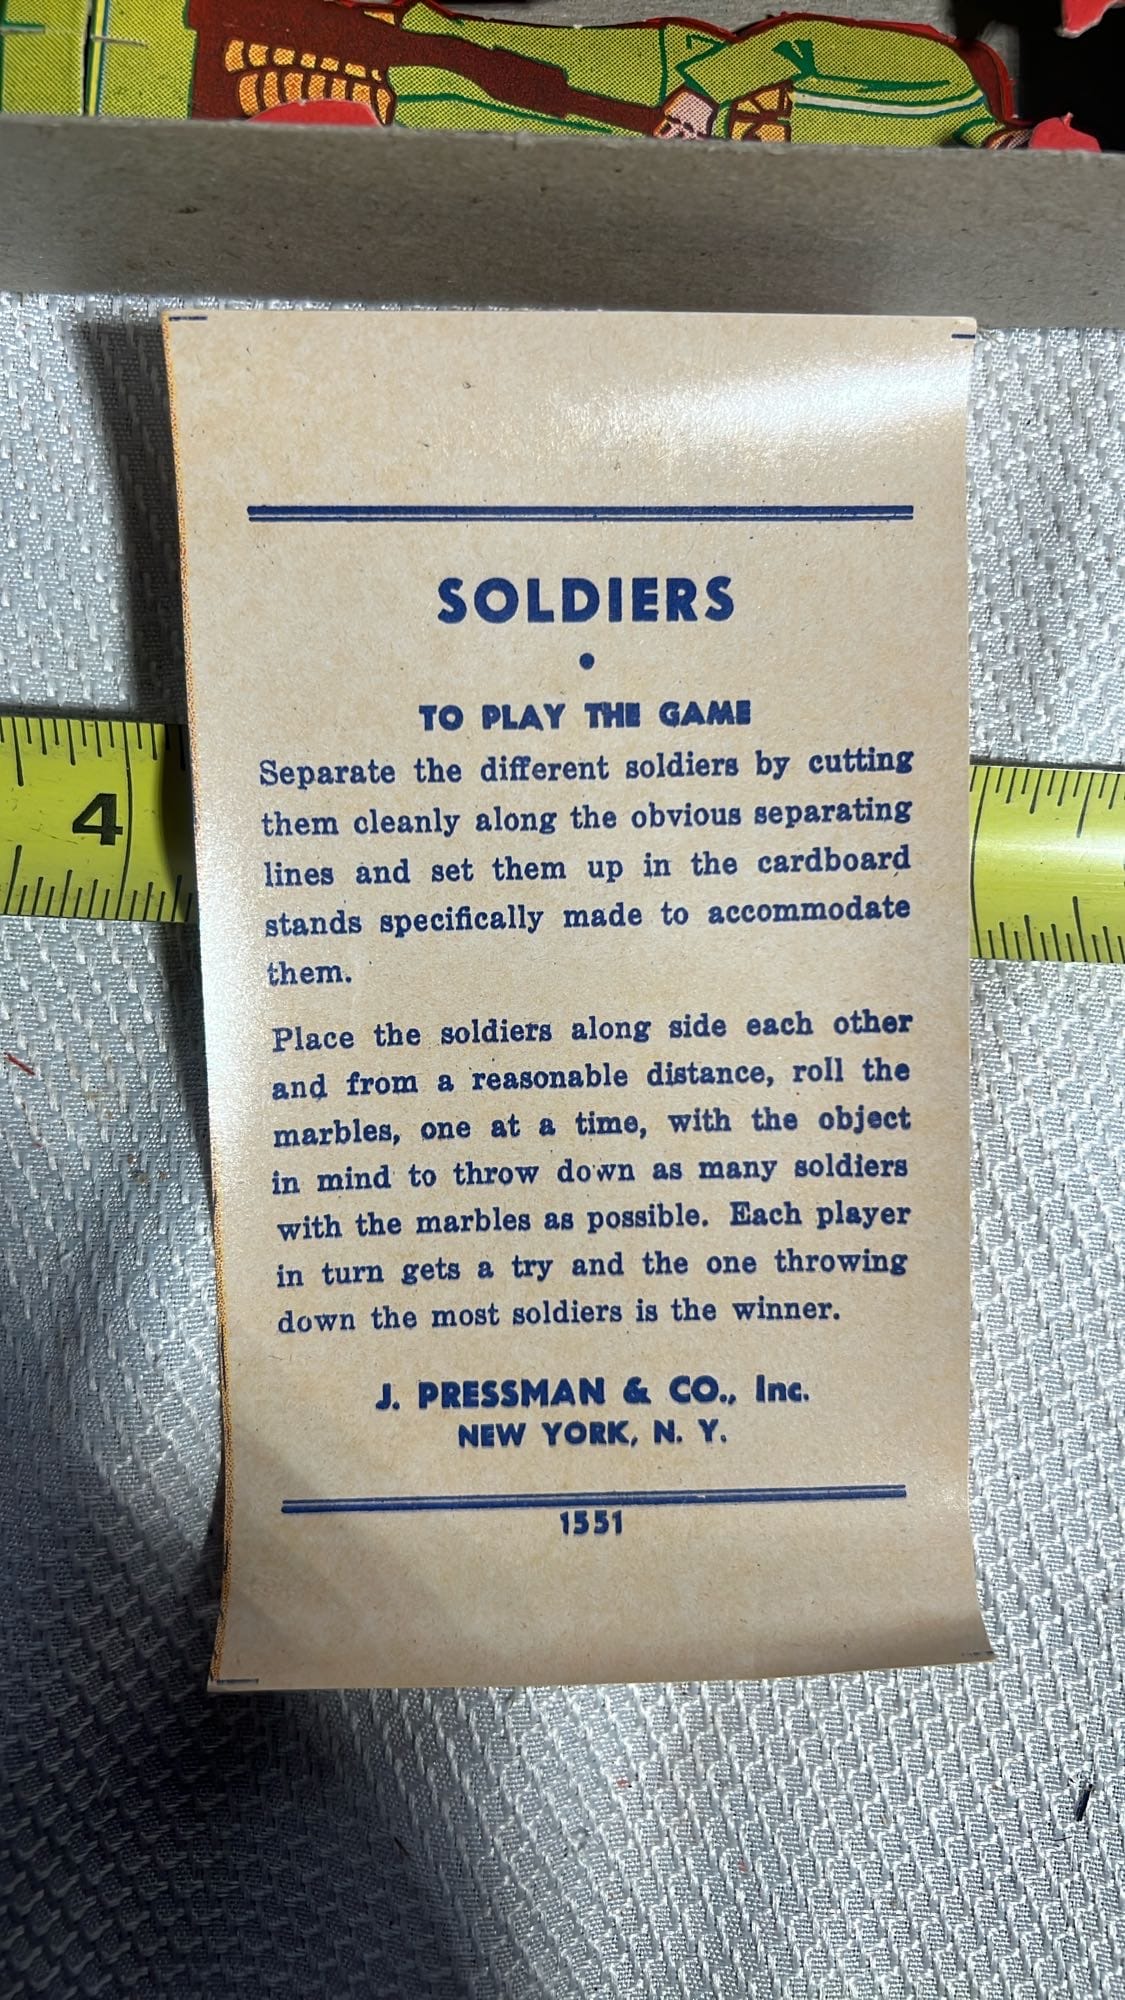 SOLDIERS
•
TO PLAY THE GAME
Separate the different soldiers by cutting
them cleanly along the obvious separating
lines and set them up in the cardboard
stands specifically made to accommodate
them.
Place the soldiers along side each other
and from a reasonable distance, roll the
marbles, one at a time, with the object
in mind to throw down as many soldiers
with the marbles as possible. Each player
in turn gets a try and the one throwing
down the most soldiers is the winner.
J. PRESSMAN & CO., Inc.
NEW YORK, N. Y.
1551
4